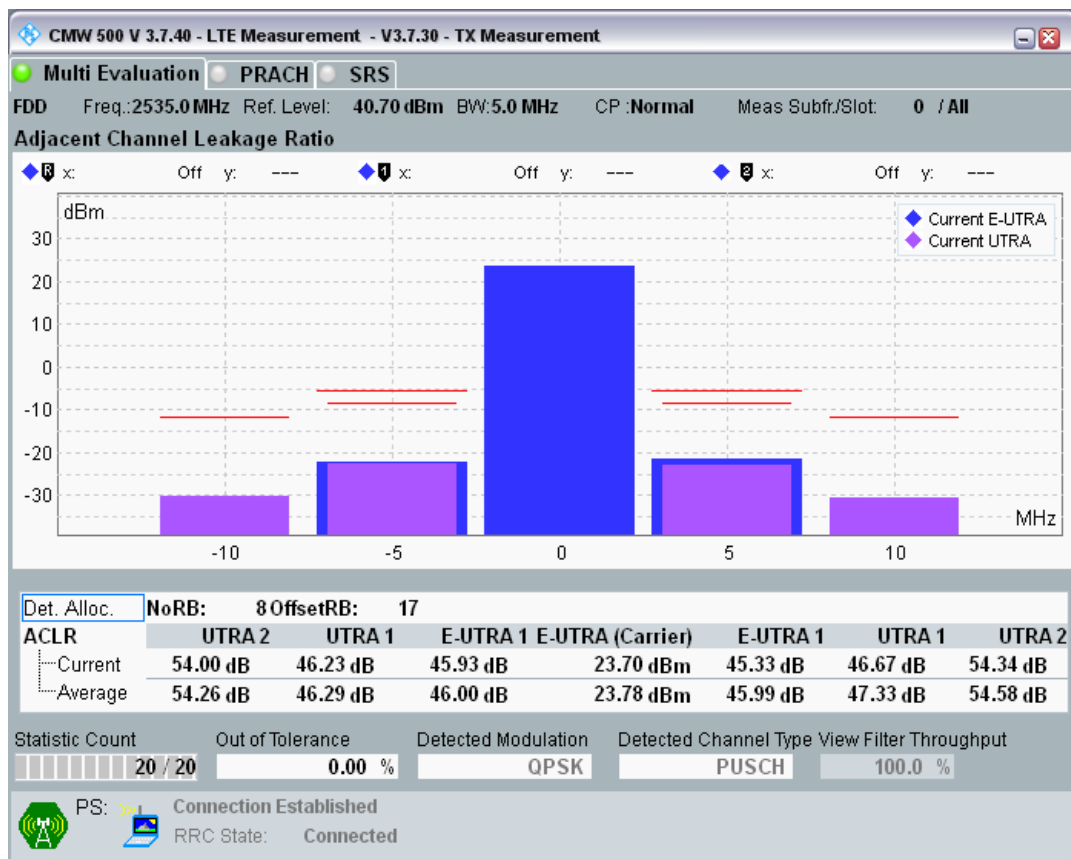 CMW 500 V 3.7.40 - LTE Measurement - V3.7.30 - TX Measurement
Multi Evaluation PRACH SRS
FDD Freq.:2535.0 MHz Ref. Level: 40.70 dBm BW:5.0 MHz CP :Normal Meas Subfr./Slot: 0 / All
Adjacent Channel Leakage Ratio
R x: Off y: --- 1 x: Off y: --- 2 x: Off y: ---
dBm
Current E-UTRA
Current UTRA
30
20
10
0
-10
-20
-30
MHz
-10 -5 0 5 10
Det. Alloc. NoRB: 8 OffsetRB: 17
ACLR UTRA 2 UTRA 1 E-UTRA 1 E-UTRA (Carrier) E-UTRA 1 UTRA 1 UTRA 2
Current 54.00 dB 46.23 dB 45.93 dB 23.70 dBm 45.33 dB 46.67 dB 54.34 dB
Average 54.26 dB 46.29 dB 46.00 dB 23.78 dBm 45.99 dB 47.33 dB 54.58 dB
Statistic Count Out of Tolerance Detected Modulation Detected Channel Type View Filter Throughput
20 / 20 0.00 % QPSK PUSCH 100.0 %
PS: Connection Established
RRC State: Connected